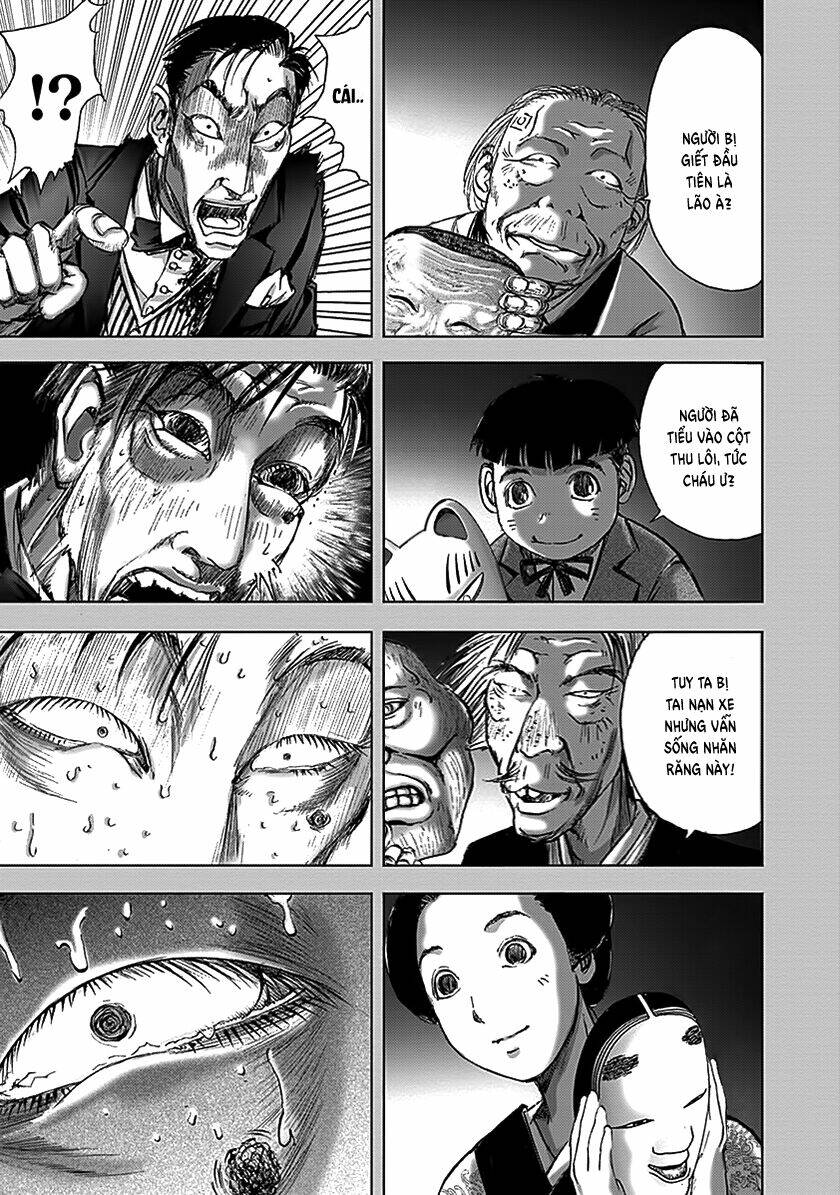 NGƯỜI BỊ
GIẾT ĐẦU
TIÊN LÀ
LÃO À?
CÁI..
!?
NGƯỜI ĐÃ
TIỂU VÀO CỘT
THU LÔI, TỨC
CHÁU Ư?
TUY TA BỊ
TAI NẠN XE
NHƯNG VẨN
SỐNG NHĂN
RĂNG NÀY!